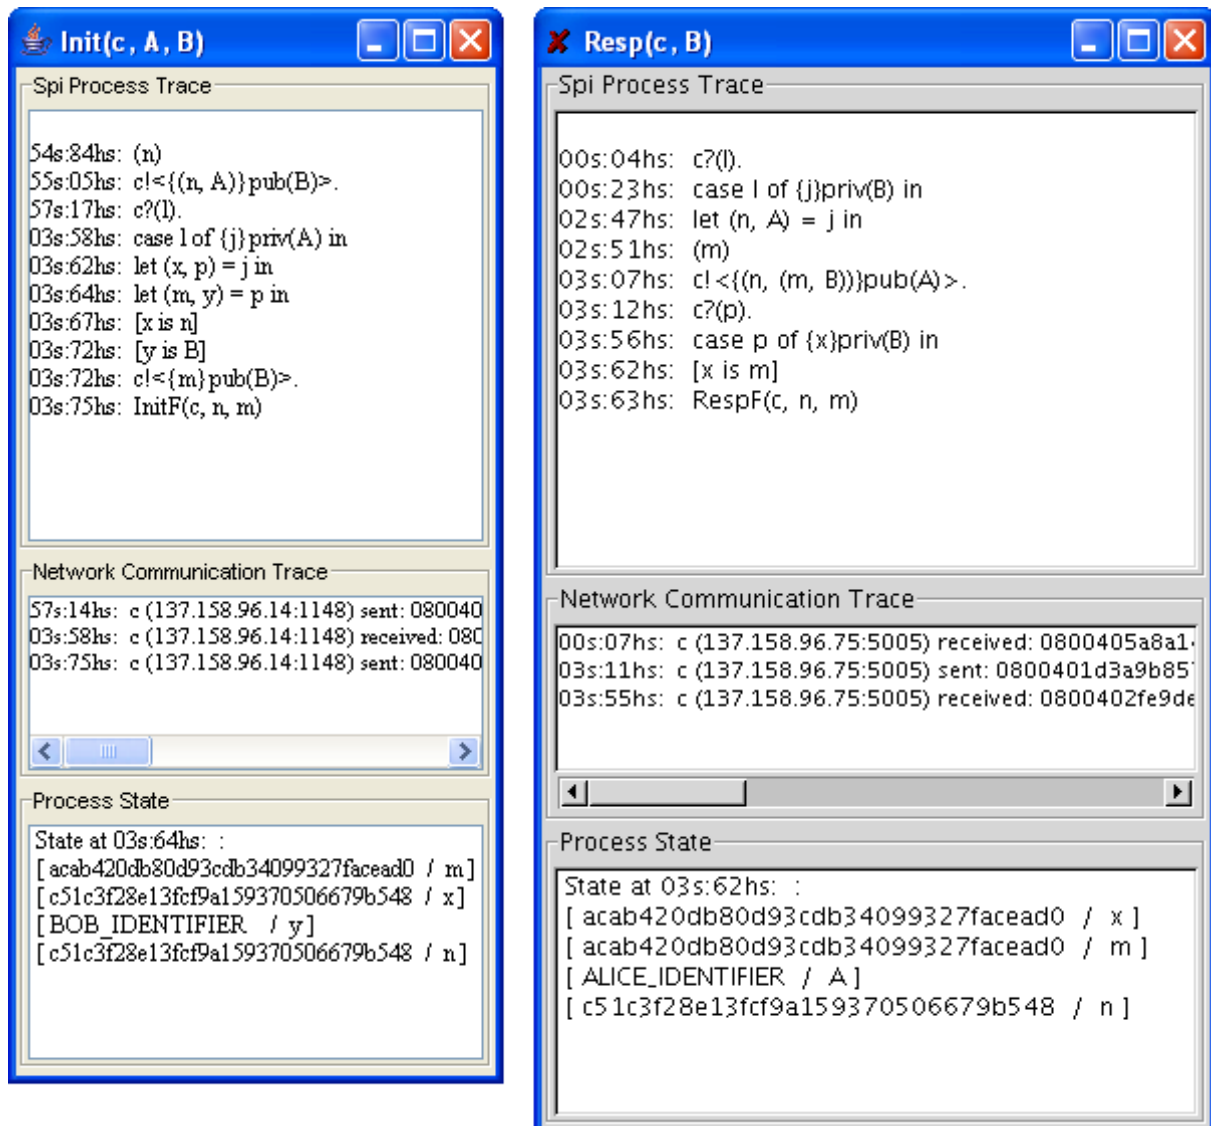 Init(c, A, B)
Spi Process Trace
54s:84hs: (n)
55s:05hs: c!<{(n, A)}pub(B)>.
57s:17hs: c?(l).
03s:58hs: case l of {j}priv(A) in
03s:62hs: let (x, p) = j in
03s:64hs: let (m, y) = p in
03s:67hs: [x is n]
03s:72hs: [y is B]
03s:72hs: c!<{m}pub(B)>.
03s:75hs: InitF(c, n, m)
Network Communication Trace
57s:14hs: c (137.158.96.14:1148) sent: 080040
03s:58hs: c (137.158.96.14:1148) received: 080
03s:75hs: c (137.158.96.14:1148) sent: 080040
Process State
State at 03s:64hs: :
[ acab420db80d93cdb34099327facead0 / m]
[ c51c3f28e13fcf9a159370506679b548 / x]
[ BOB_IDENTIFIER / y]
[ c51c3f28e13fcf9a159370506679b548 / n]
Resp(c, B)
Spi Process Trace
00s:04hs: c?(l).
00s:23hs: case l of {j}priv(B) in
02s:47hs: let (n, A) = j in
02s:51hs: (m)
03s:07hs: c!<{(n, (m, B))}pub(A)>.
03s:12hs: c?(p).
03s:56hs: case p of {x}priv(B) in
03s:62hs: [x is m]
03s:63hs: RespF(c, n, m)
Network Communication Trace
00s:07hs: c (137.158.96.75:5005) received: 0800405a8a1
03s:11hs: c (137.158.96.75:5005) sent: 0800401d3a9b857
03s:55hs: c (137.158.96.75:5005) received: 0800402fe9de
Process State
State at 03s:62hs: :
[ acab420db80d93cdb34099327facead0 / x ]
[ acab420db80d93cdb34099327facead0 / m ]
[ ALICE_IDENTIFIER / A ]
[ c51c3f28e13fcf9a159370506679b548 / n ]